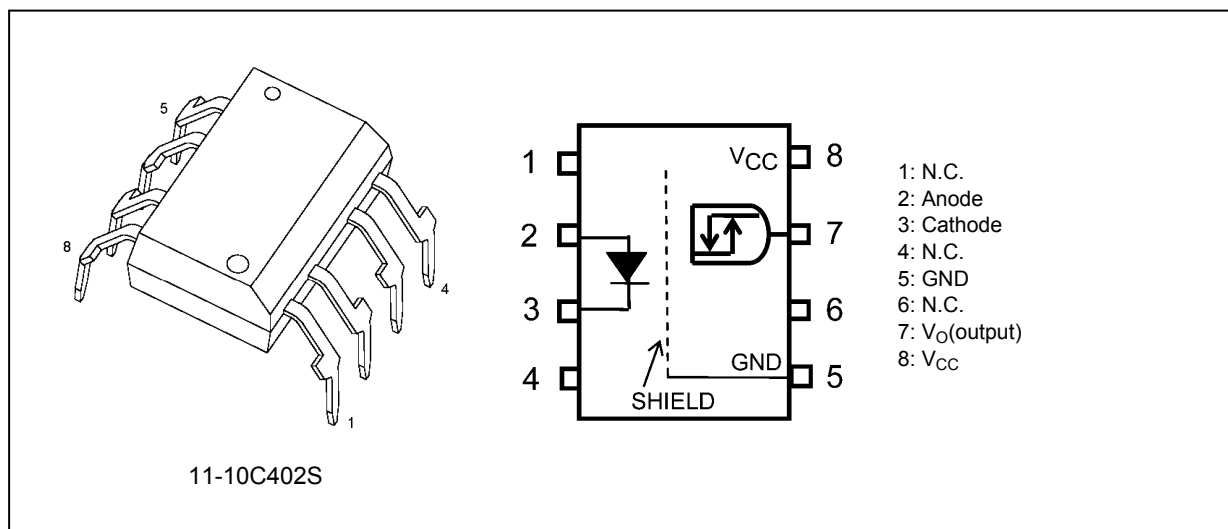 5
8
4
1
11-10C402S
1
2
3
4
VCC
GND
SHIELD
8
7
6
5
1: N.C.
2: Anode
3: Cathode
4: N.C.
5: GND
6: N.C.
7: VO(output)
8: VCC